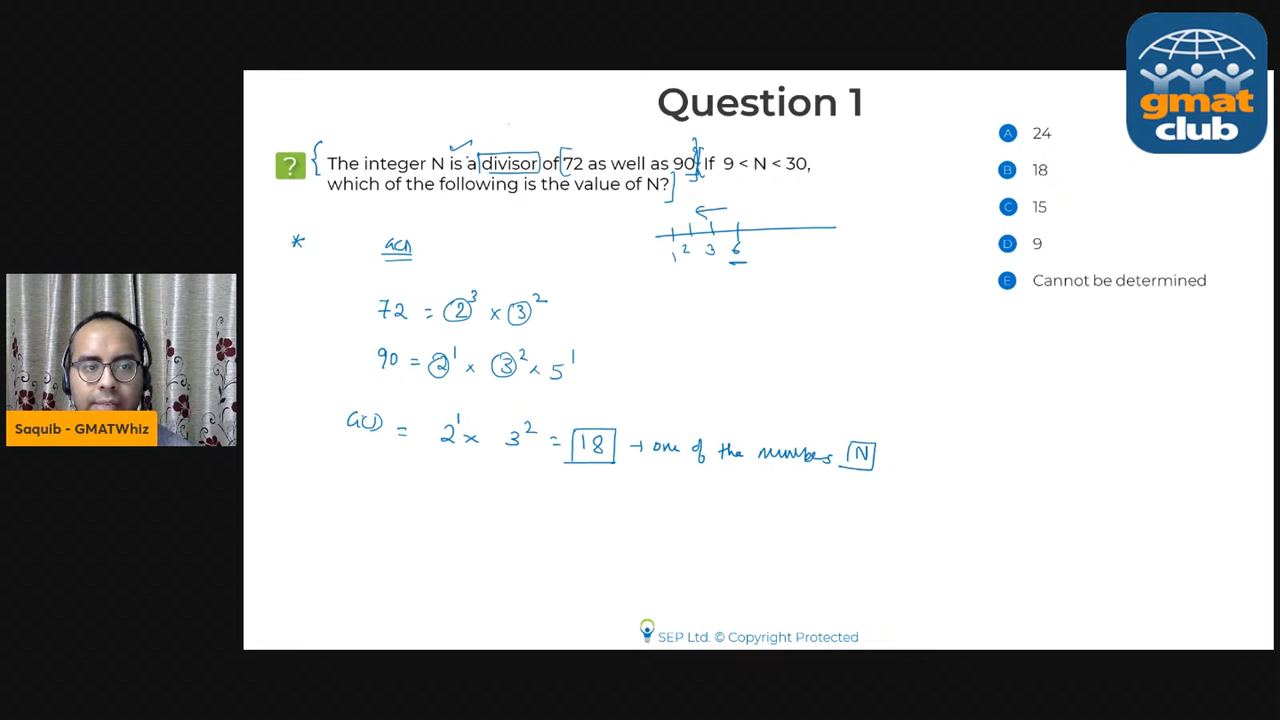 gmat
club
Question 1
? The integer N is a divisor of 72 as well as 90. If 9 < N < 30,
which of the following is the value of N?
A 24
B 18
C 15
D 9
E Cannot be determined
1 2 3 6
*
72 = 2³ × 3²
90 = 2¹ × 3² × 5¹
= 2¹ × 3² = 18 → one of the numbers N
Saquib - GMATWhiz
SEP Ltd. © Copyright Protected